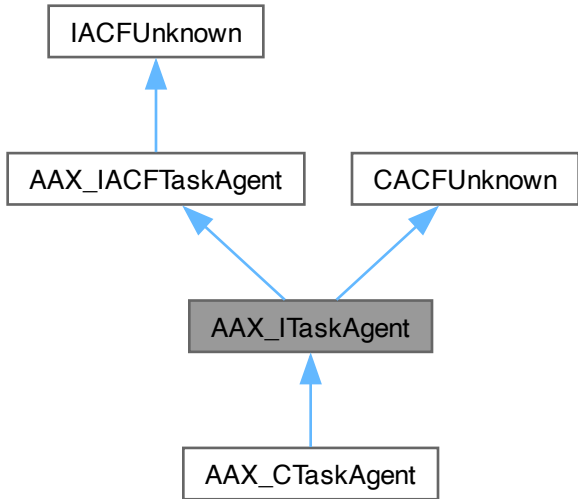 IACFUnknown
AAX_IACFTaskAgent
CACFUnknown
AAX_ITaskAgent
AAX_CTaskAgent